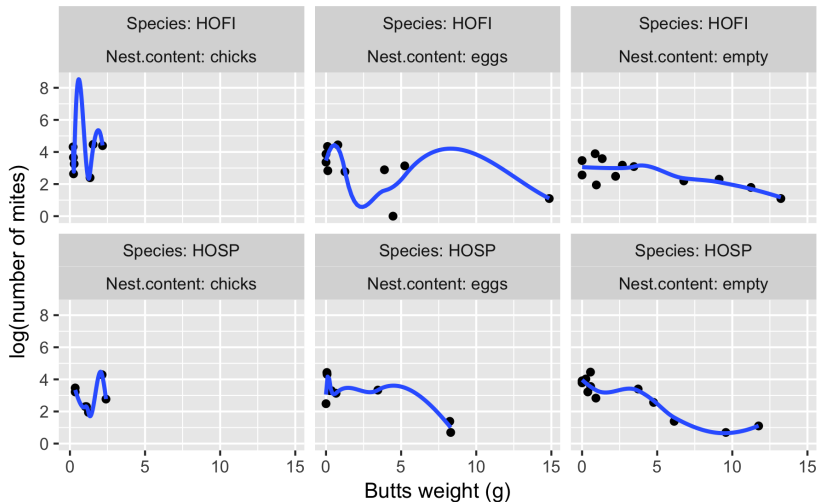 Species: HOFI Species: HOFI Species: HOFI
Nest.content: chicks Nest.content: eggs Nest.content: empty
8
6
4
2
0
Species: HOSP Species: HOSP Species: HOSP
Nest.content: chicks Nest.content: eggs Nest.content: empty
8
6
4
2
0
0 5 10 15 0 5 10 15 0 5 10 15
Butts weight (g)
log(number of mites)